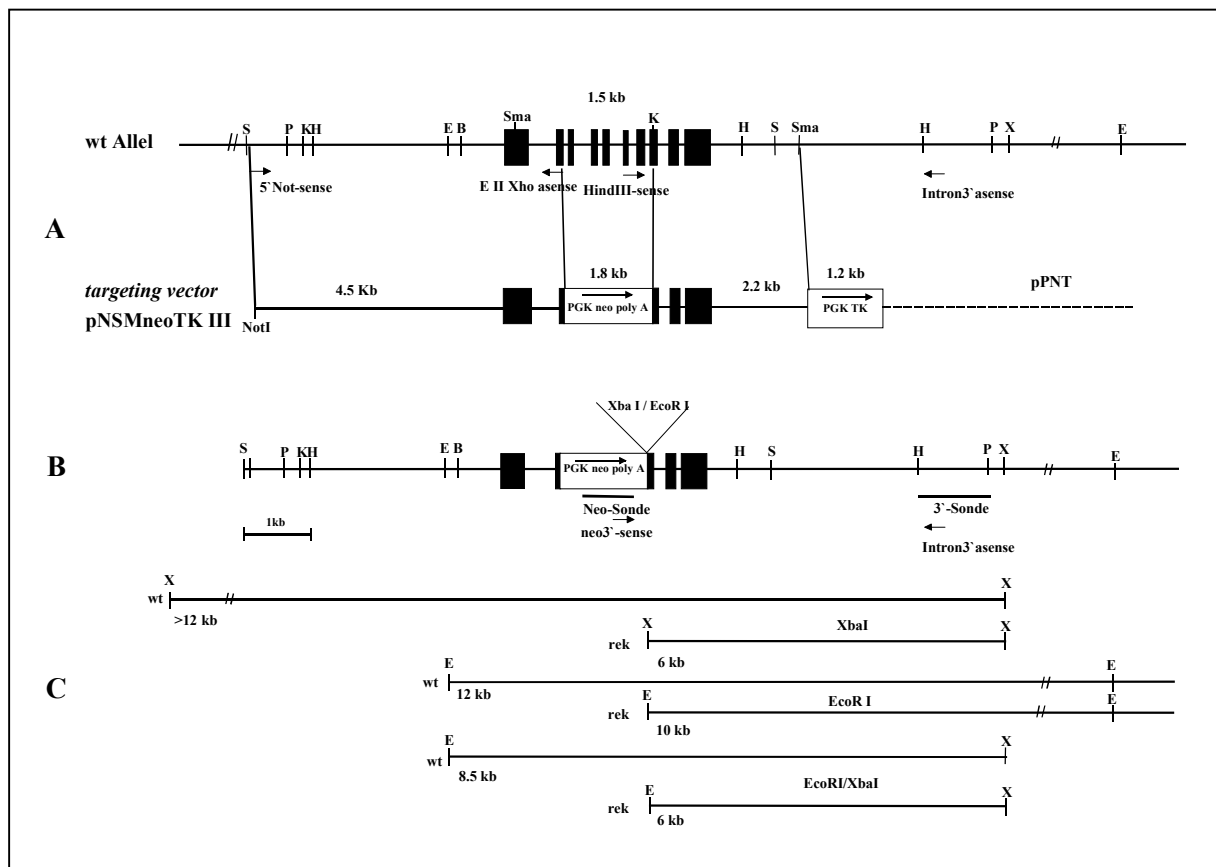 1.5 kb
wt Allel
//
S
P
K
H
E
B
Sma
K
H
S
Sma
H
P
X
//
E
5`Not-sense
E II Xho asense
HindIII-sense
Intron3`asense
A
targeting vector
pNSMneoTK III
NotI
4.5 Kb
1.8 kb
PGK neo poly A
2.2 kb
1.2 kb
PGK TK
pPNT
Xba I / EcoR I
B
S
P
K
H
E
B
PGK neo poly A
H
S
H
P
X
//
E
Neo-Sonde
neo3`-sense
3`-Sonde
Intron3`asense
1kb
C
X
X
wt
//
>12 kb
X
XbaI
X
rek
6 kb
E
E
wt
12 kb
//
E
EcoR I
E
rek
10 kb
//
E
X
wt
8.5 kb
EcoRI/XbaI
E
X
rek
6 kb